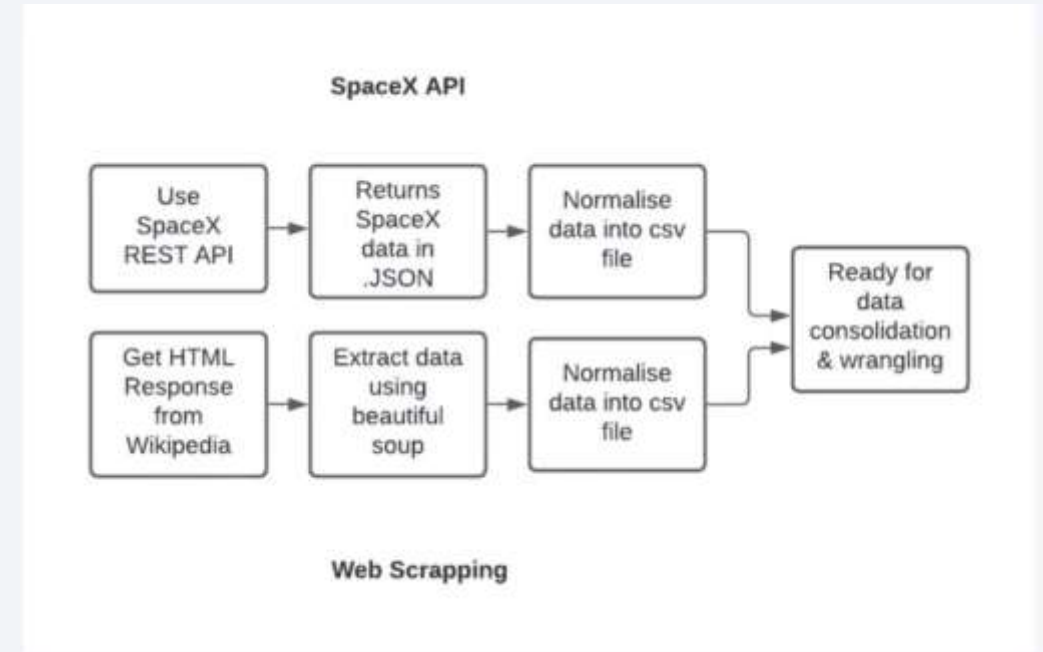 SpaceX API
Use
SpaceX
REST API
Returns
SpaceX
data in
.JSON
Normalise
data into csv
file
Ready for
data
consolidation
& wrangling
Get HTML
Response
from
Wikipedia
Extract data
using
beautiful
soup
Normalise
data into csv
file
Web Scrapping